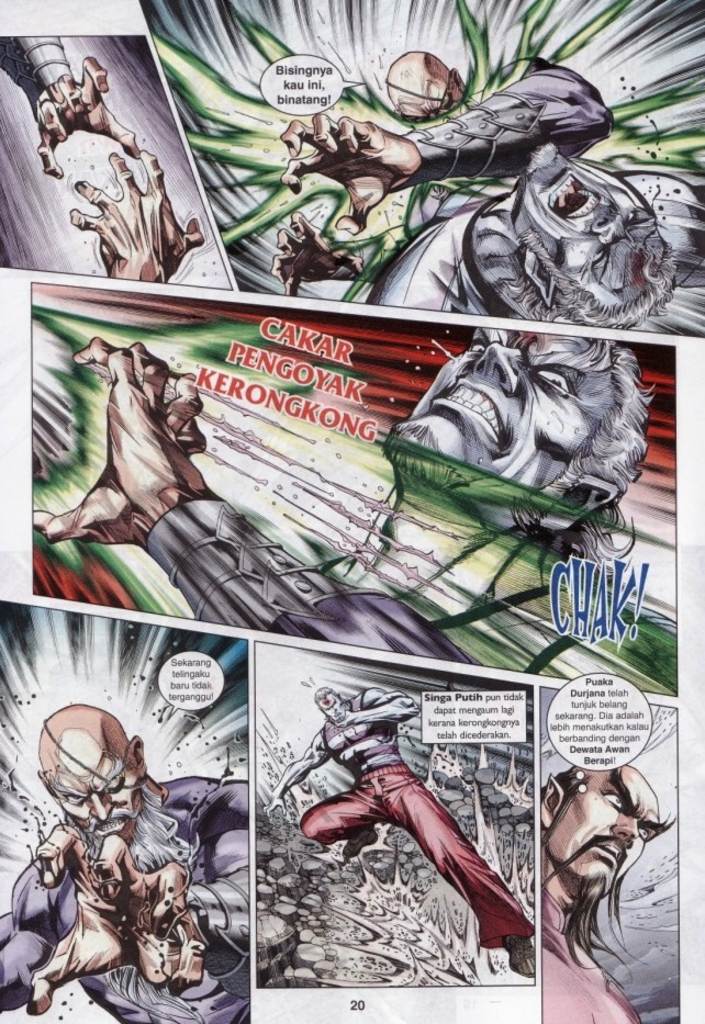 Bisingnya
kau ini,
binatang!
CAKAR
PENGOYAK
KERONGKONG
CHAK!
Sekarang
telingaku
baru tidak
terganggu!
Singa Putih pun tidak
dapat mengaum lagi
kerana kerongkongnya
telah dicederakan.
Puaka
Durjana telah
tunjuk belang
sekarang. Dia adalah
lebih menakutkan kalau
berbanding dengan
Dewata Awan
Berapi!
20